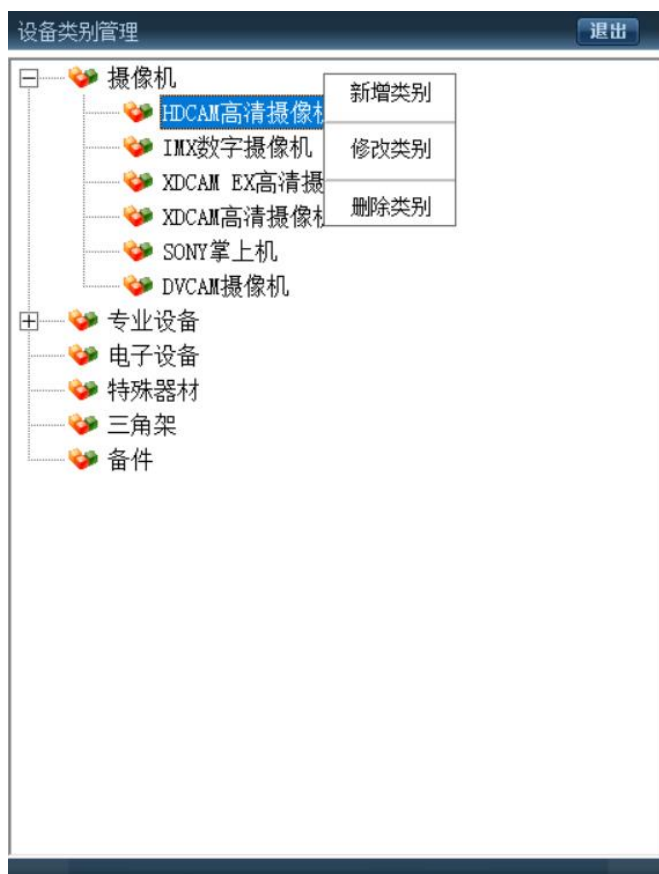 设备类别管理 退出
摄像机
HDCAM高清摄像机
新增类别
IMX数字摄像机
修改类别
XDCAM EX高清摄
XDCAM高清摄像机
删除类别
SONY掌上机
DVCAM摄像机
专业设备
电子设备
特殊器材
三角架
备件